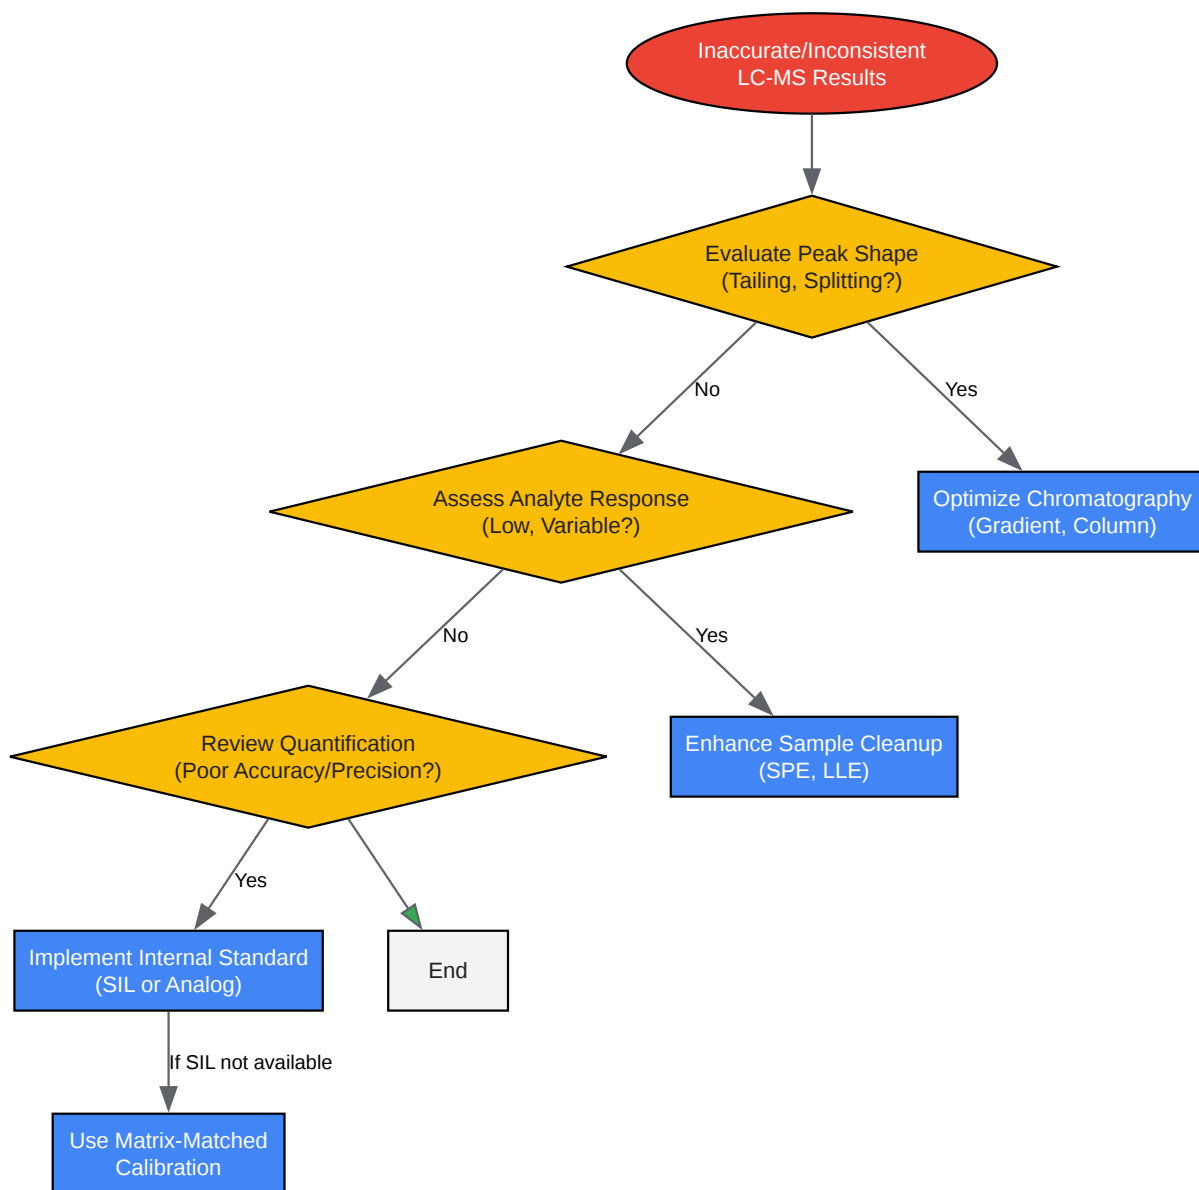 Inaccurate/Inconsistent
LC-MS Results
Evaluate Peak Shape
(Tailing, Splitting?)
No
Yes
Assess Analyte Response
(Low, Variable?)
Optimize Chromatography
(Gradient, Column)
No
Yes
Review Quantification
(Poor Accuracy/Precision?)
Enhance Sample Cleanup
(SPE, LLE)
Yes
Implement Internal Standard
(SIL or Analog)
End
If SIL not available
Use Matrix-Matched
Calibration